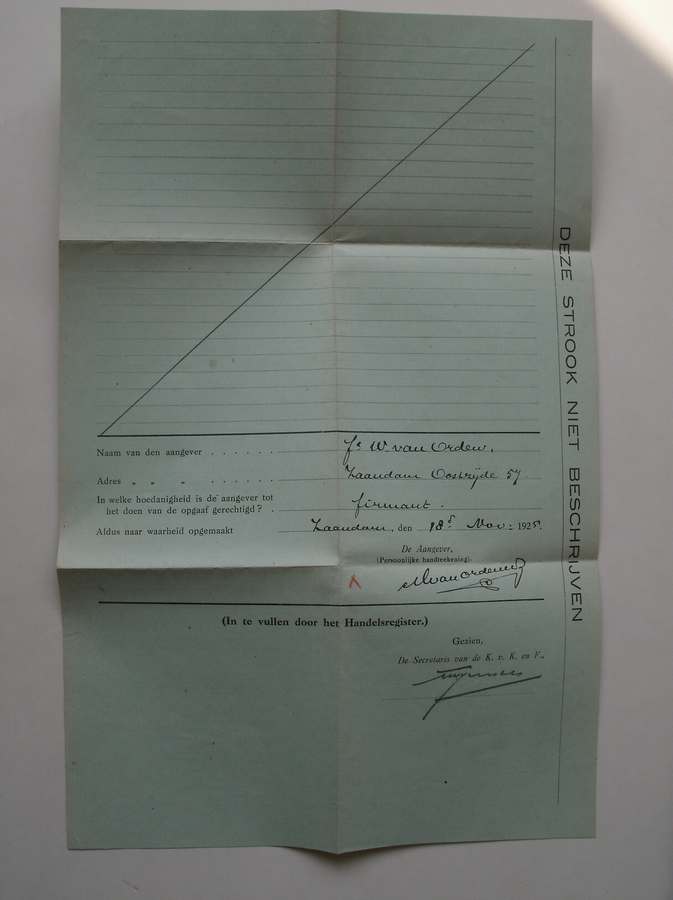 Naam van den aangever . . . . . . W. van Orden.
Adres „ „ „ . . . . . . Zaandam Oostzijde 57
In welke hoedanigheid is de aangever tot
het doen van de opgaaf gerechtigd? . firmant.
Aldus naar waarheid opgemaakt Zaandam, den 18 Nov. 1925.
De Aangever,
(Persoonlijke handteekening).
(In te vullen door het Handelsregister.)
Gezien,
De Secretaris van de K. v. K. en F.,
DEZE STROOK NIET BESCHRIJVEN